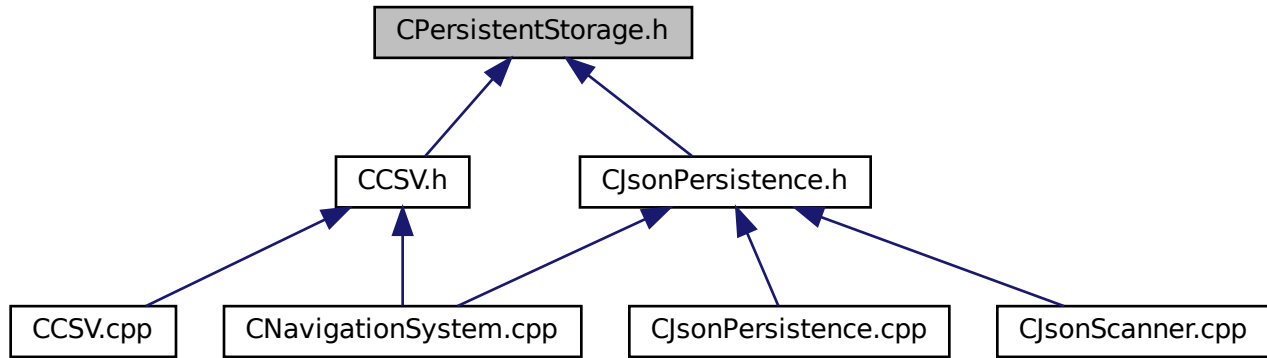 CPersistentStorage.h
CCSV.h
CJsonPersistence.h
CCSV.cpp
CNavigationSystem.cpp
CJsonPersistence.cpp
CJsonScanner.cpp